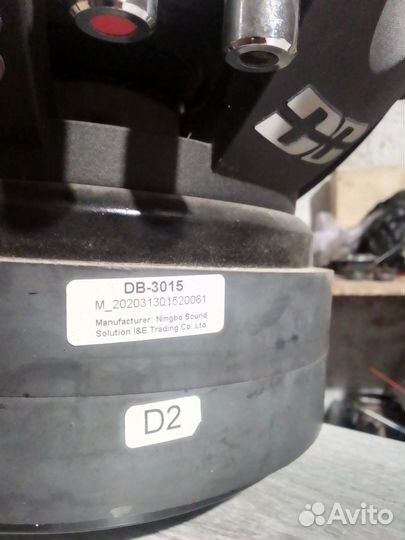 DB
DB-3015
M_202031301520061
Manufacturer: Ningbo Sound
Solution I&E Trading Co.,Ltd
D2
Avito